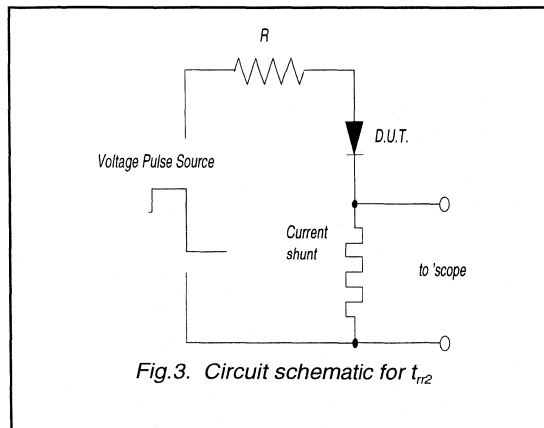 R
D.U.T.
Voltage Pulse Source
Current
shunt
to 'scope
Fig.3. Circuit schematic for trr2